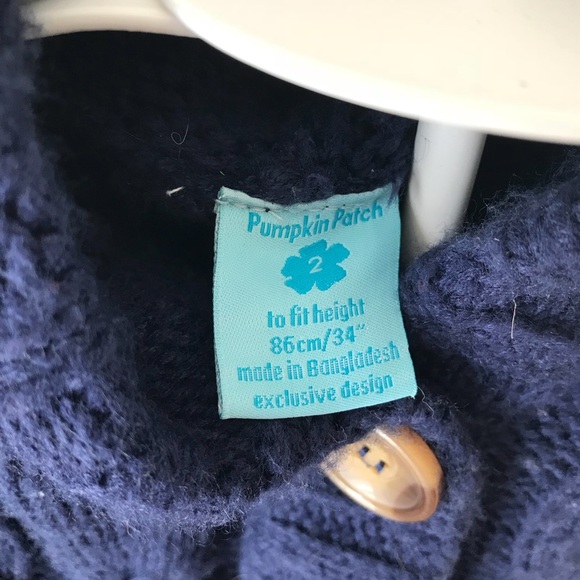 Pumpkin Patch
2
to fit height
86cm/34"
made in Bangladesh
exclusive design